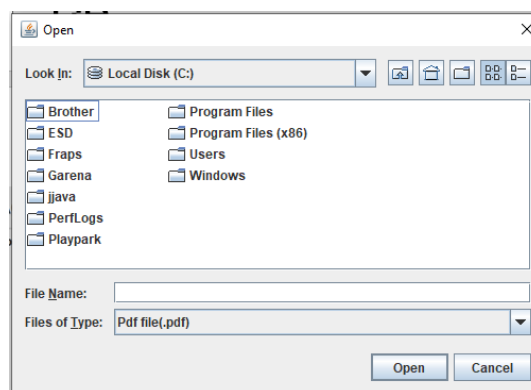 Open
Look In: Local Disk (C:)
Brother Program Files
ESD Program Files (x86)
Fraps Users
Garena Windows
jjava
PerfLogs
Playpark
File Name:
Files of Type: Pdf file(.pdf)
Open Cancel